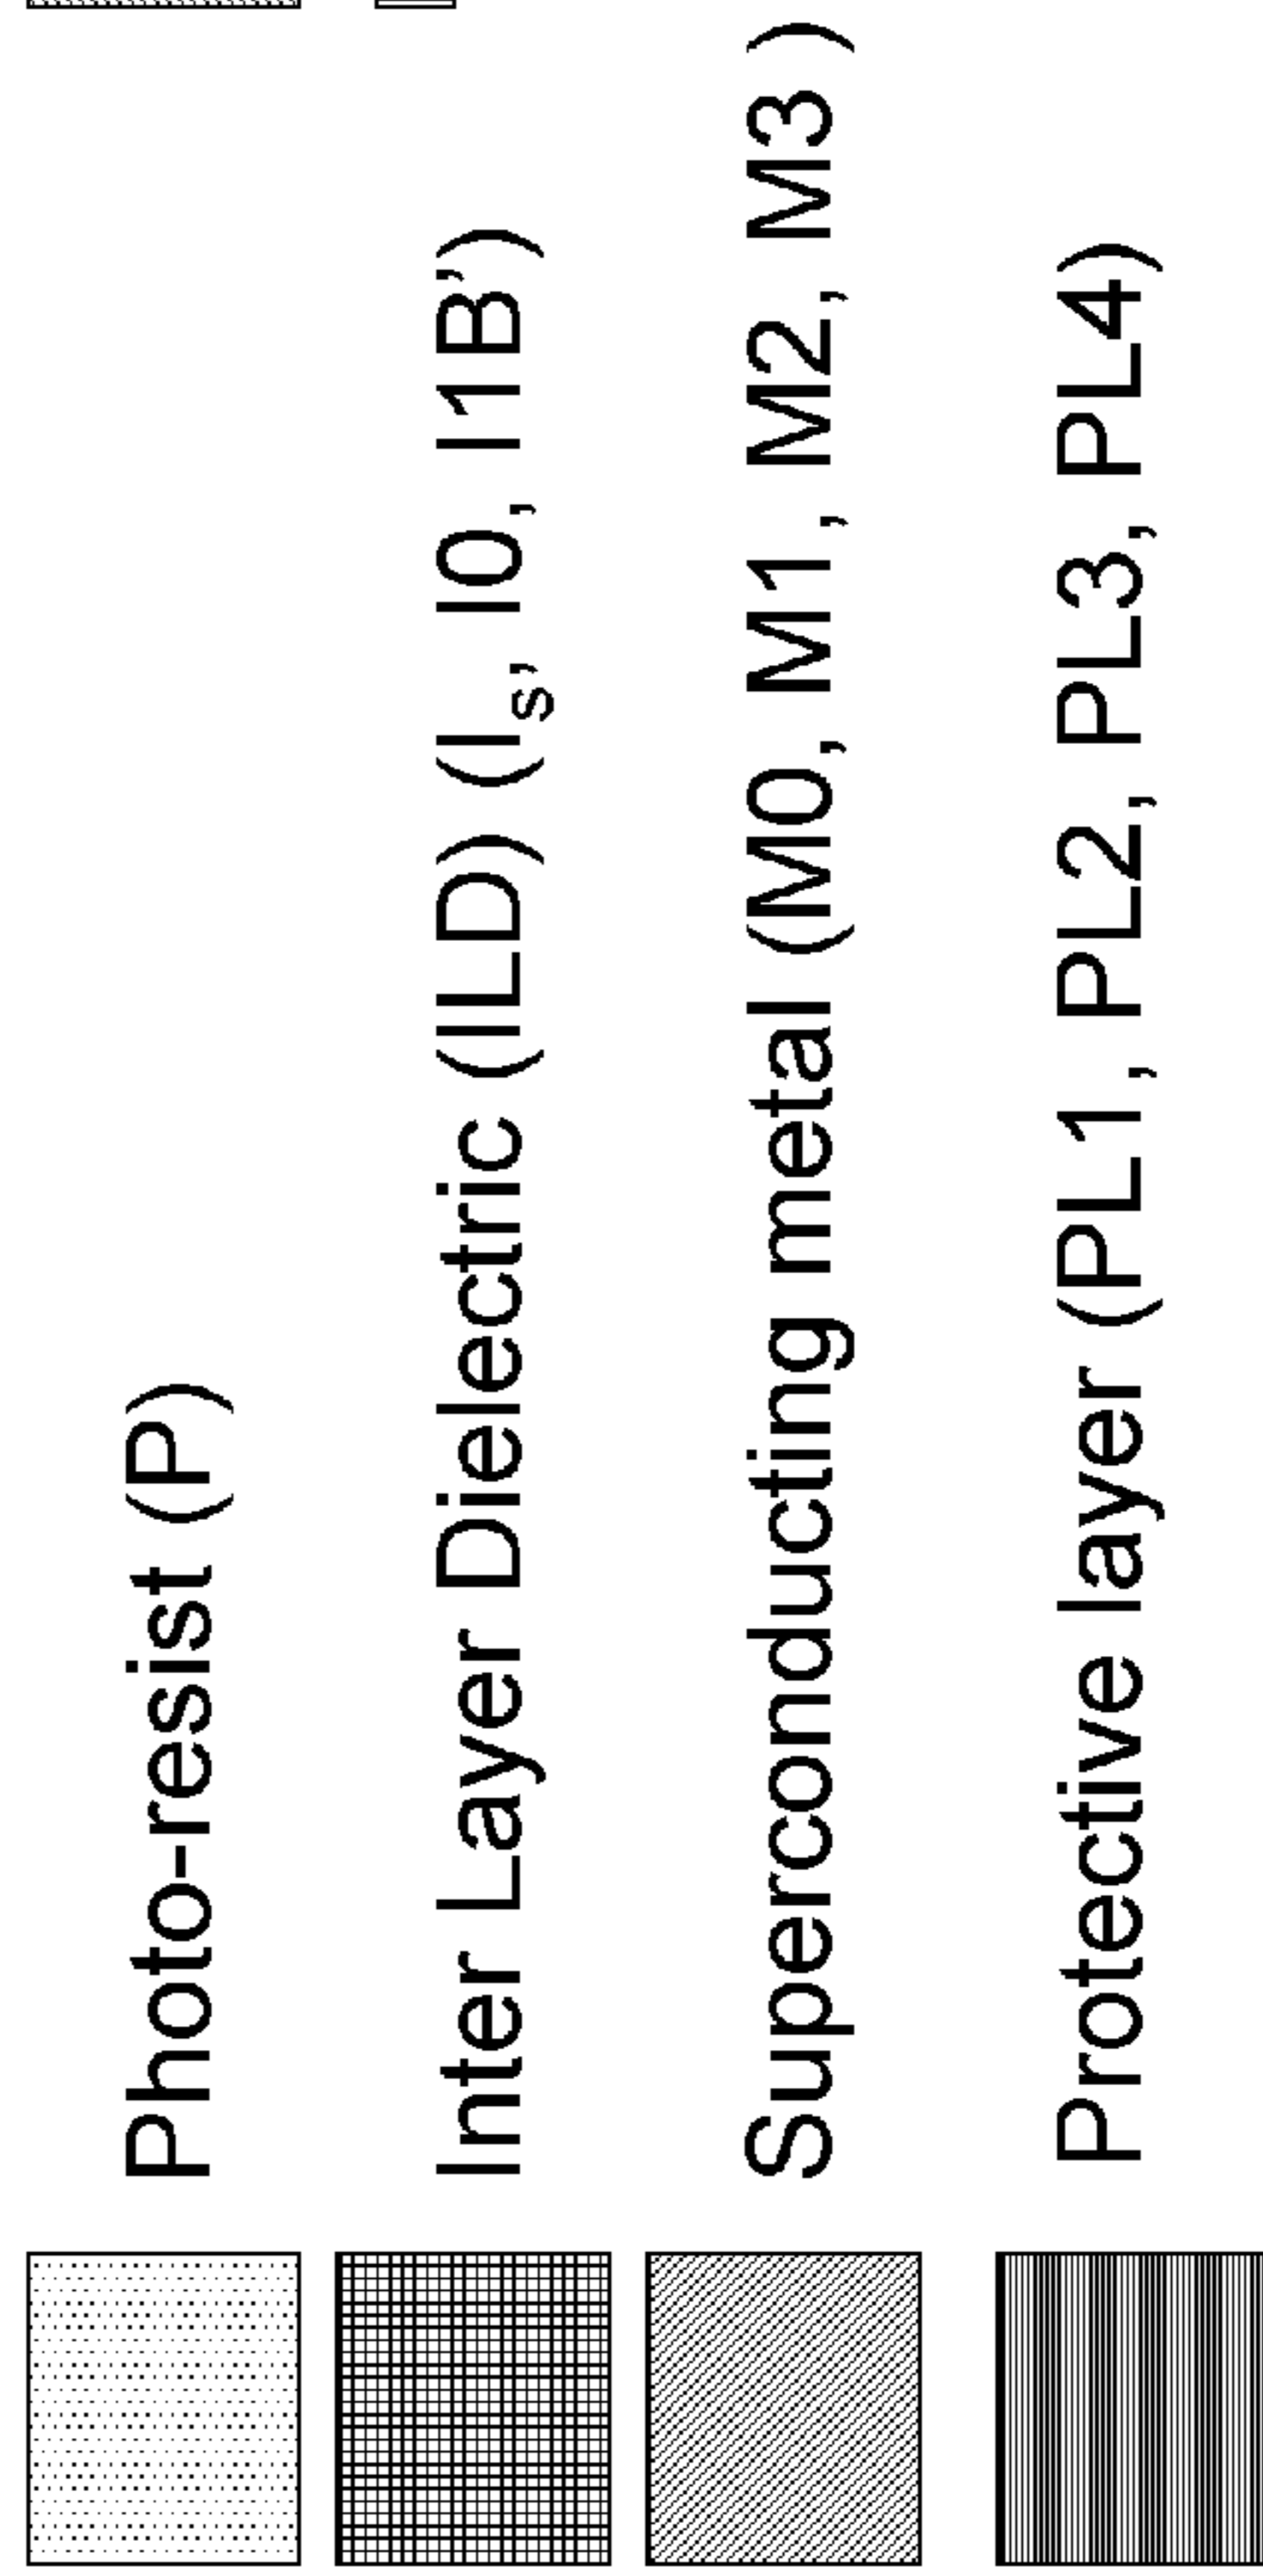 Photo-resist (P)
Inter Layer Dielectric (ILD) (Is, I0, I1B’)
Superconducting metal (M0, M1, M2, M3 )
Protective layer (PL1, PL2, PL3, PL4)